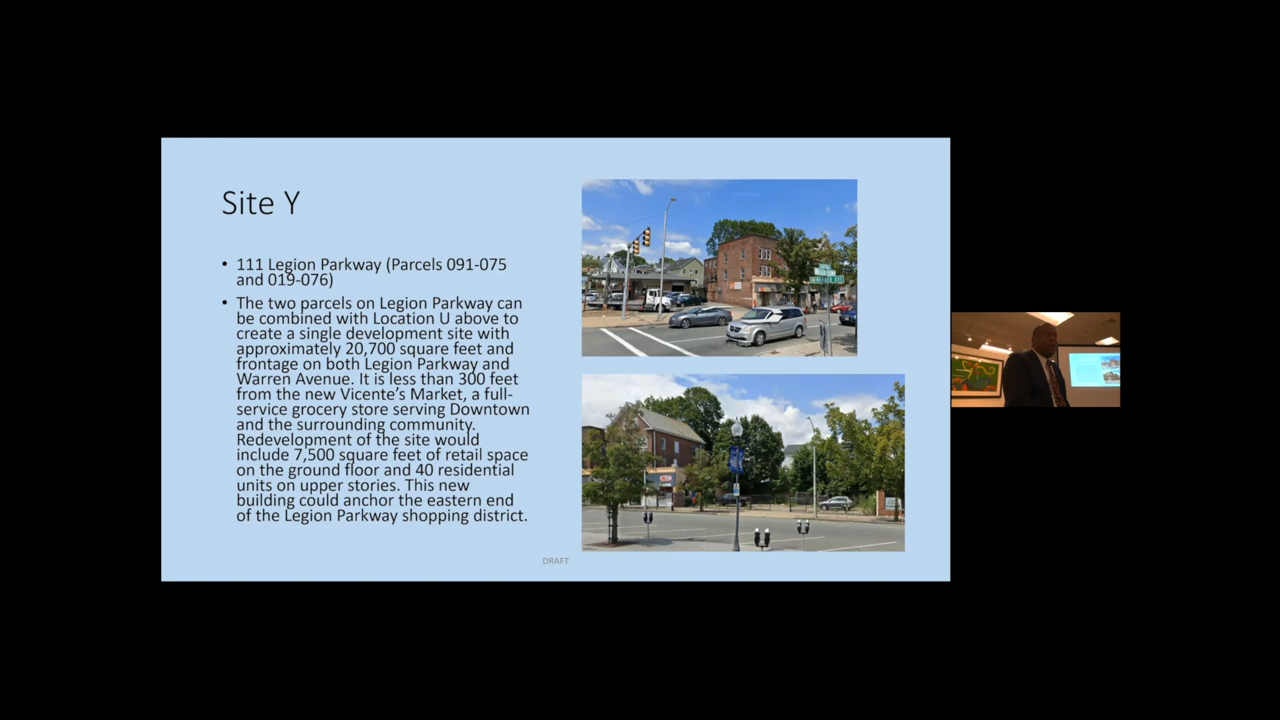 Site Y
• 111 Legion Parkway (Parcels 091-075
and 019-076)
• The two parcels on Legion Parkway can
be combined with Location U above to
create a single development site with
approximately 20,700 square feet and
frontage on both Legion Parkway and
Warren Avenue. It is less than 300 feet
from the new Vicente’s Market, a full-
service grocery store serving Downtown
and the surrounding community.
Redevelopment of the site would
include 7,500 square feet of retail space
on the ground floor and 40 residential
units on upper stories. This new
building could anchor the eastern end
of the Legion Parkway shopping district.
DRAFT